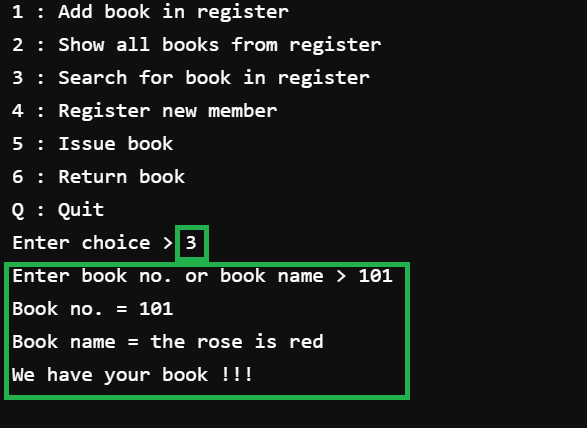 1 : Add book in register
2 : Show all books from register
3 : Search for book in register
4 : Register new member
5 : Issue book
6 : Return book
Q : Quit
Enter choice > 3
Enter book no. or book name > 101
Book no. = 101
Book name = the rose is red
We have your book !!!